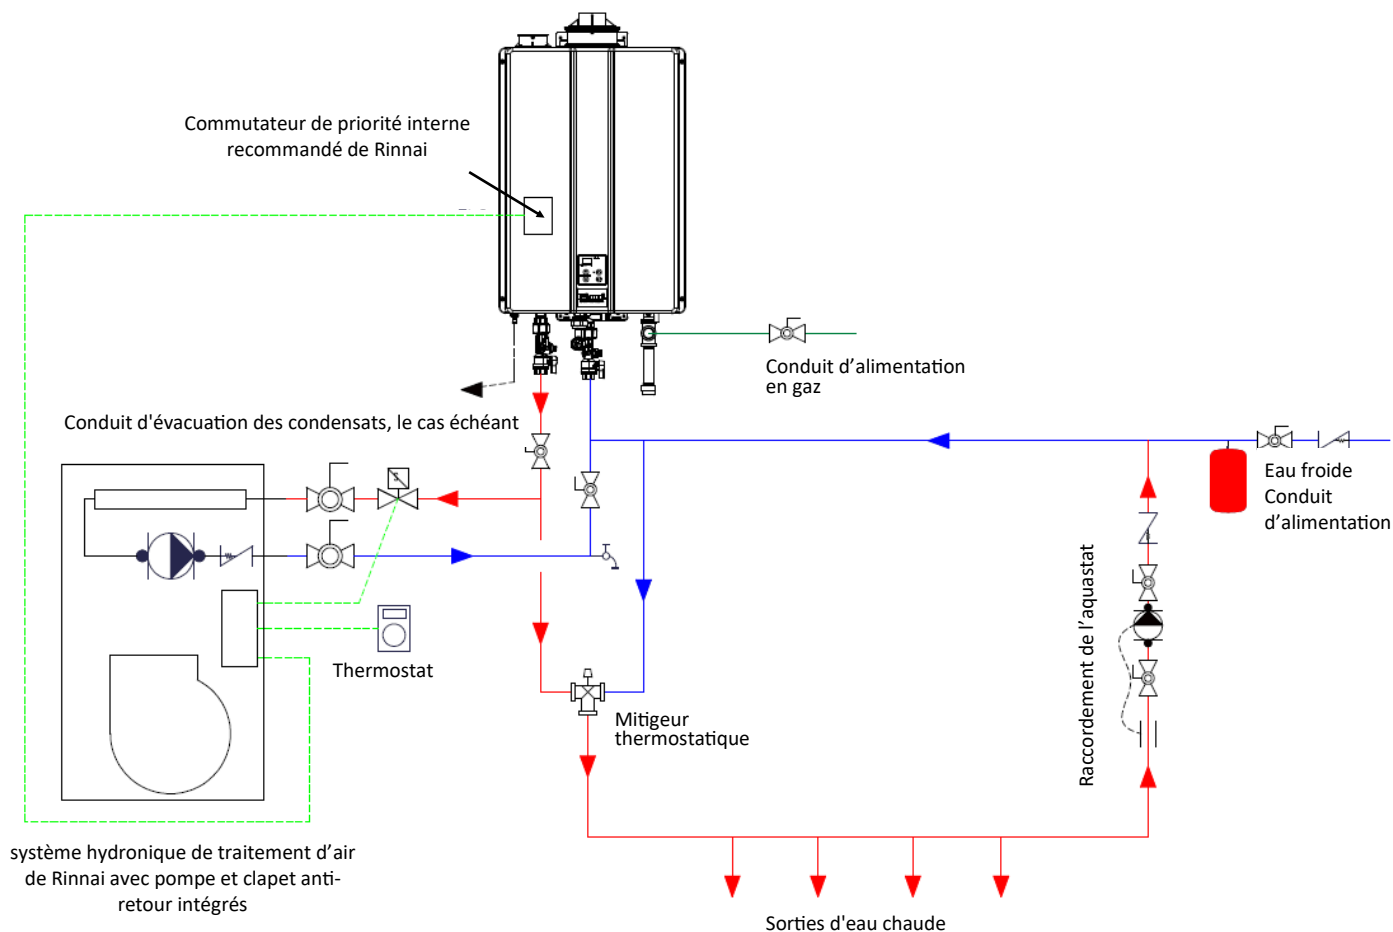 Commutateur de priorité interne
recommandé de Rinnai
Conduit d’alimentation
en gaz
Conduit d'évacuation des condensats, le cas échéant
Eau froide
Conduit
d’alimentation
Raccordement de l’aquastat
Thermostat
Mitigeur
thermostatique
système hydronique de traitement d’air
de Rinnai avec pompe et clapet anti-
retour intégrés
Sorties d'eau chaude